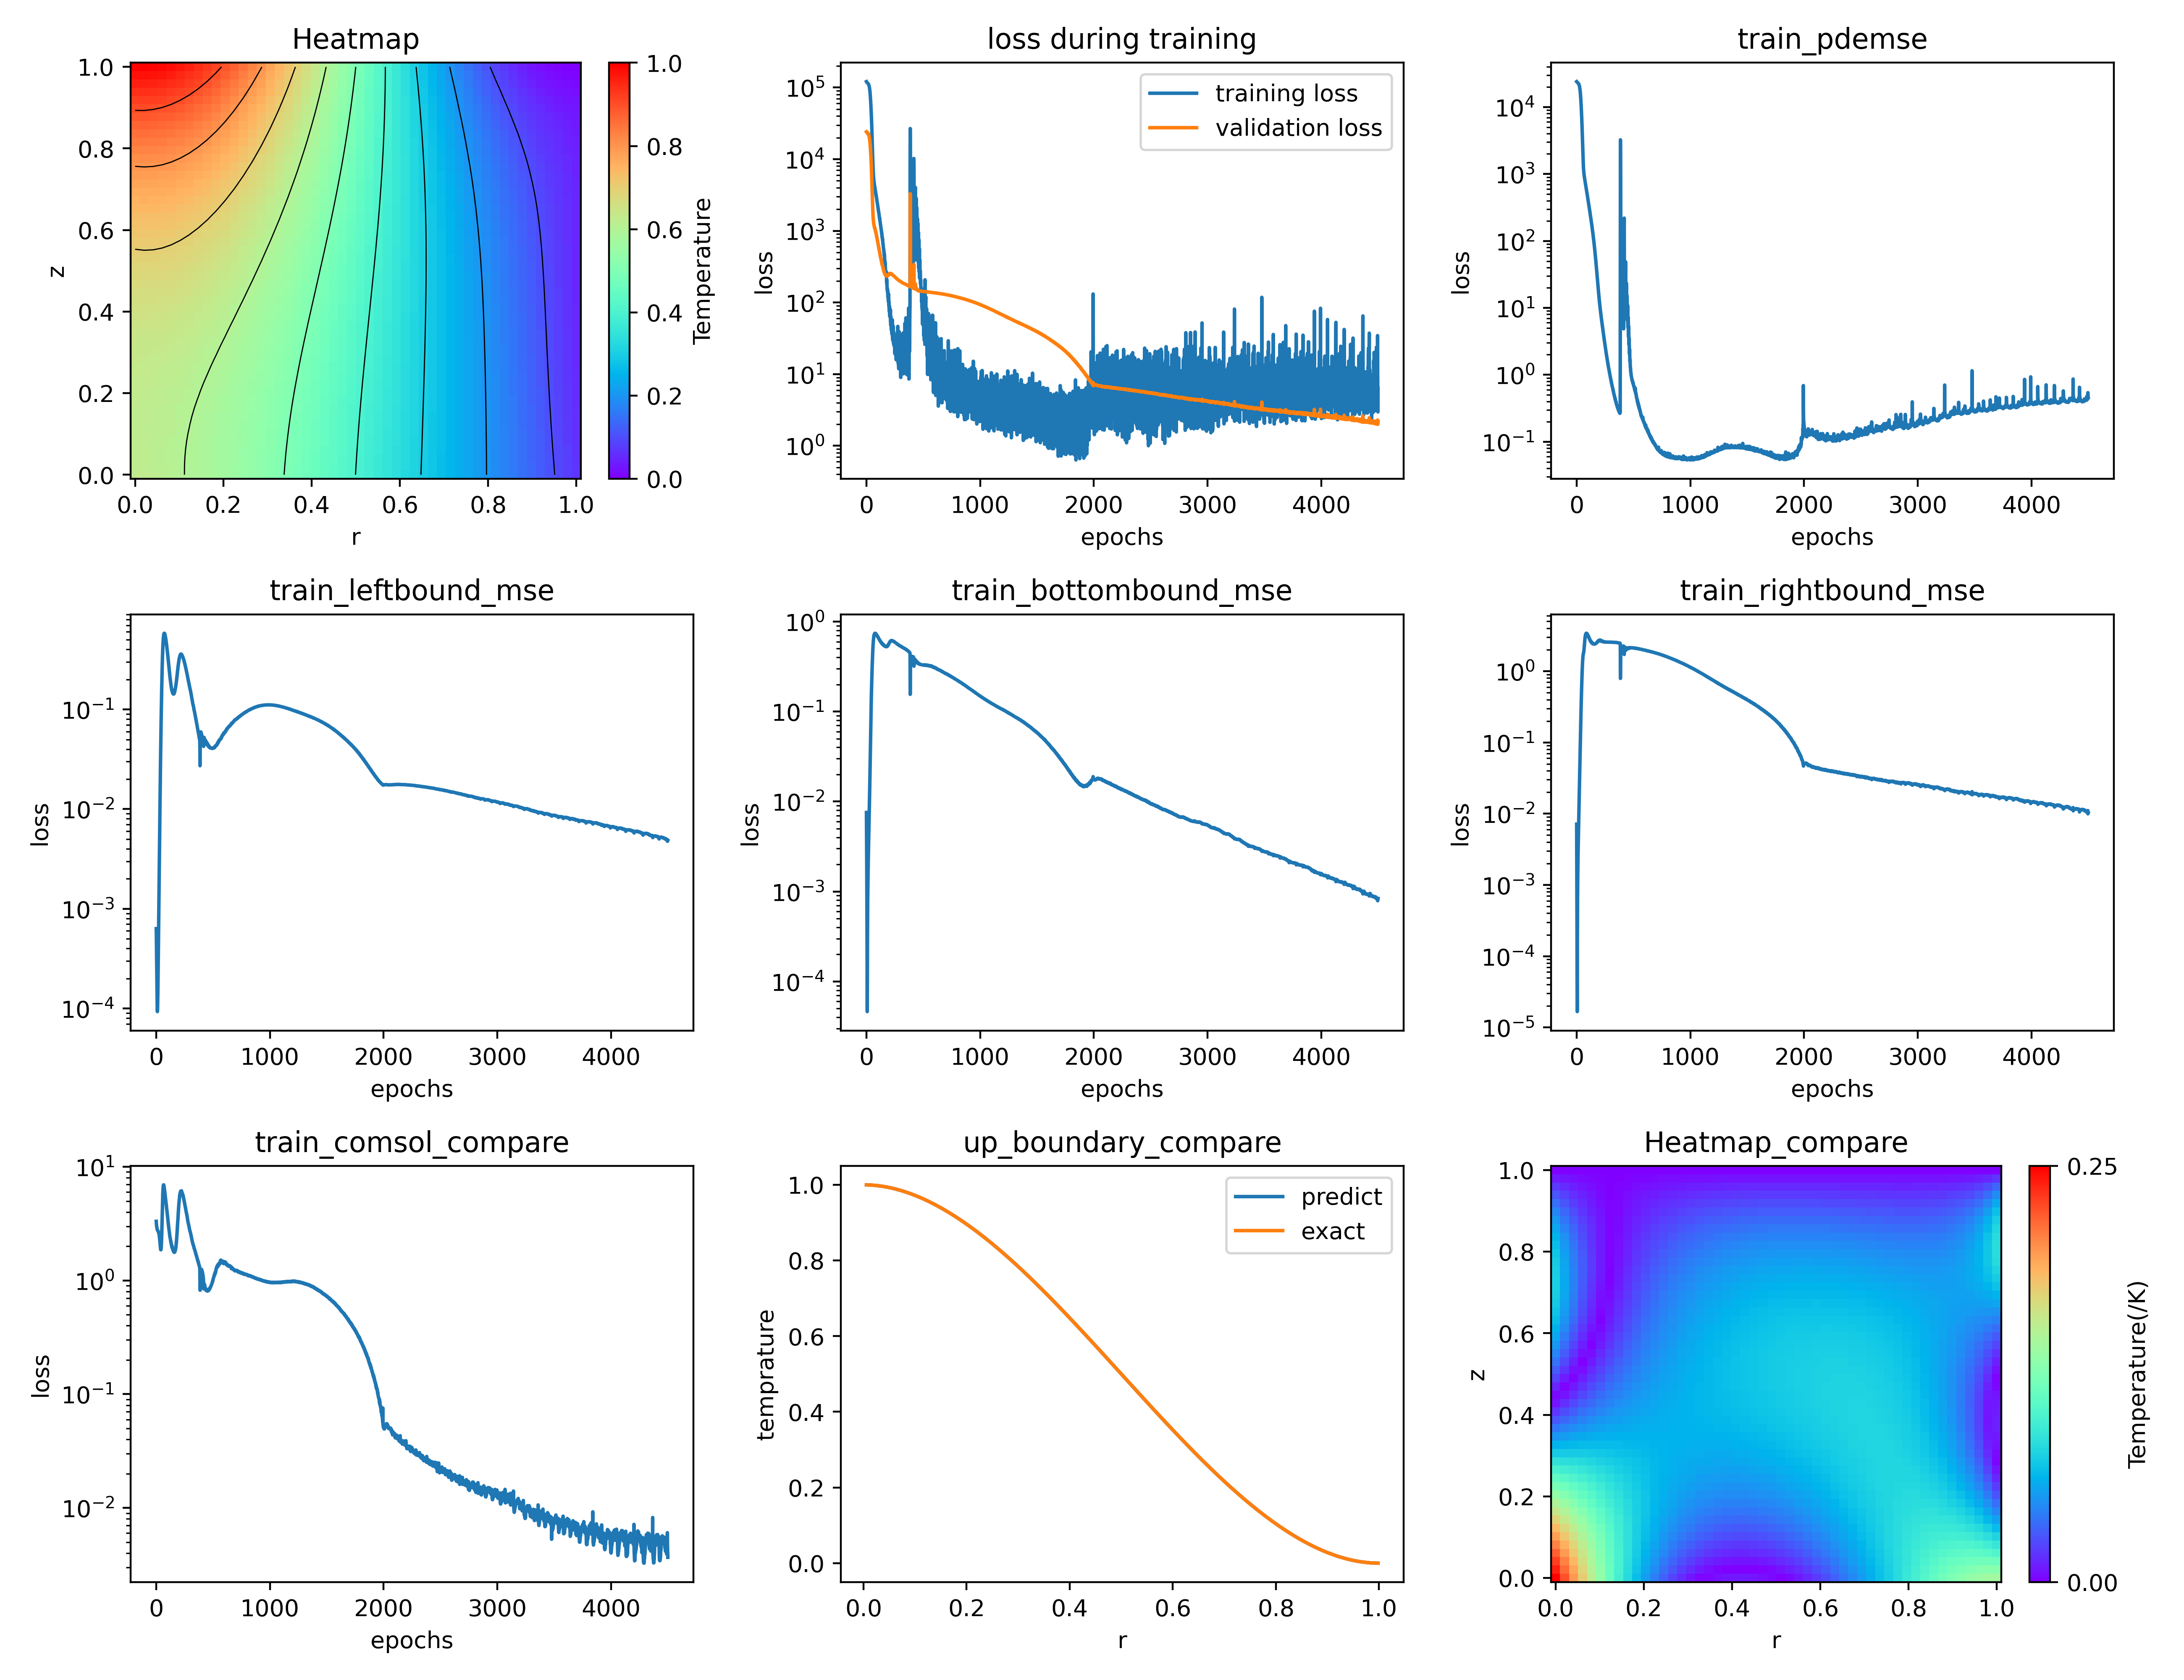 Heatmap
1.0
0.8
0.6
0.4
0.2
0.0
z
0.0 0.2 0.4 0.6 0.8 1.0
r
1.0
0.8
0.6
0.4
0.2
0.0
Temperature
loss during training
training loss
validation loss
10^5
10^4
10^3
10^2
10^1
10^0
loss
0 1000 2000 3000 4000
epochs
train_pdemse
10^4
10^3
10^2
10^1
10^0
10^−1
loss
0 1000 2000 3000 4000
epochs
train_leftbound_mse
10^−1
10^−2
10^−3
10^−4
loss
0 1000 2000 3000 4000
epochs
train_bottombound_mse
10^0
10^−1
10^−2
10^−3
10^−4
loss
0 1000 2000 3000 4000
epochs
train_rightbound_mse
10^0
10^−1
10^−2
10^−3
10^−4
10^−5
loss
0 1000 2000 3000 4000
epochs
train_comsol_compare
10^1
10^0
10^−1
10^−2
loss
0 1000 2000 3000 4000
epochs
up_boundary_compare
predict
exact
1.0
0.8
0.6
0.4
0.2
0.0
temprature
0.0 0.2 0.4 0.6 0.8 1.0
r
Heatmap_compare
1.0
0.8
0.6
0.4
0.2
0.0
z
0.0 0.2 0.4 0.6 0.8 1.0
r
0.25
0.00
Temperature(/K)